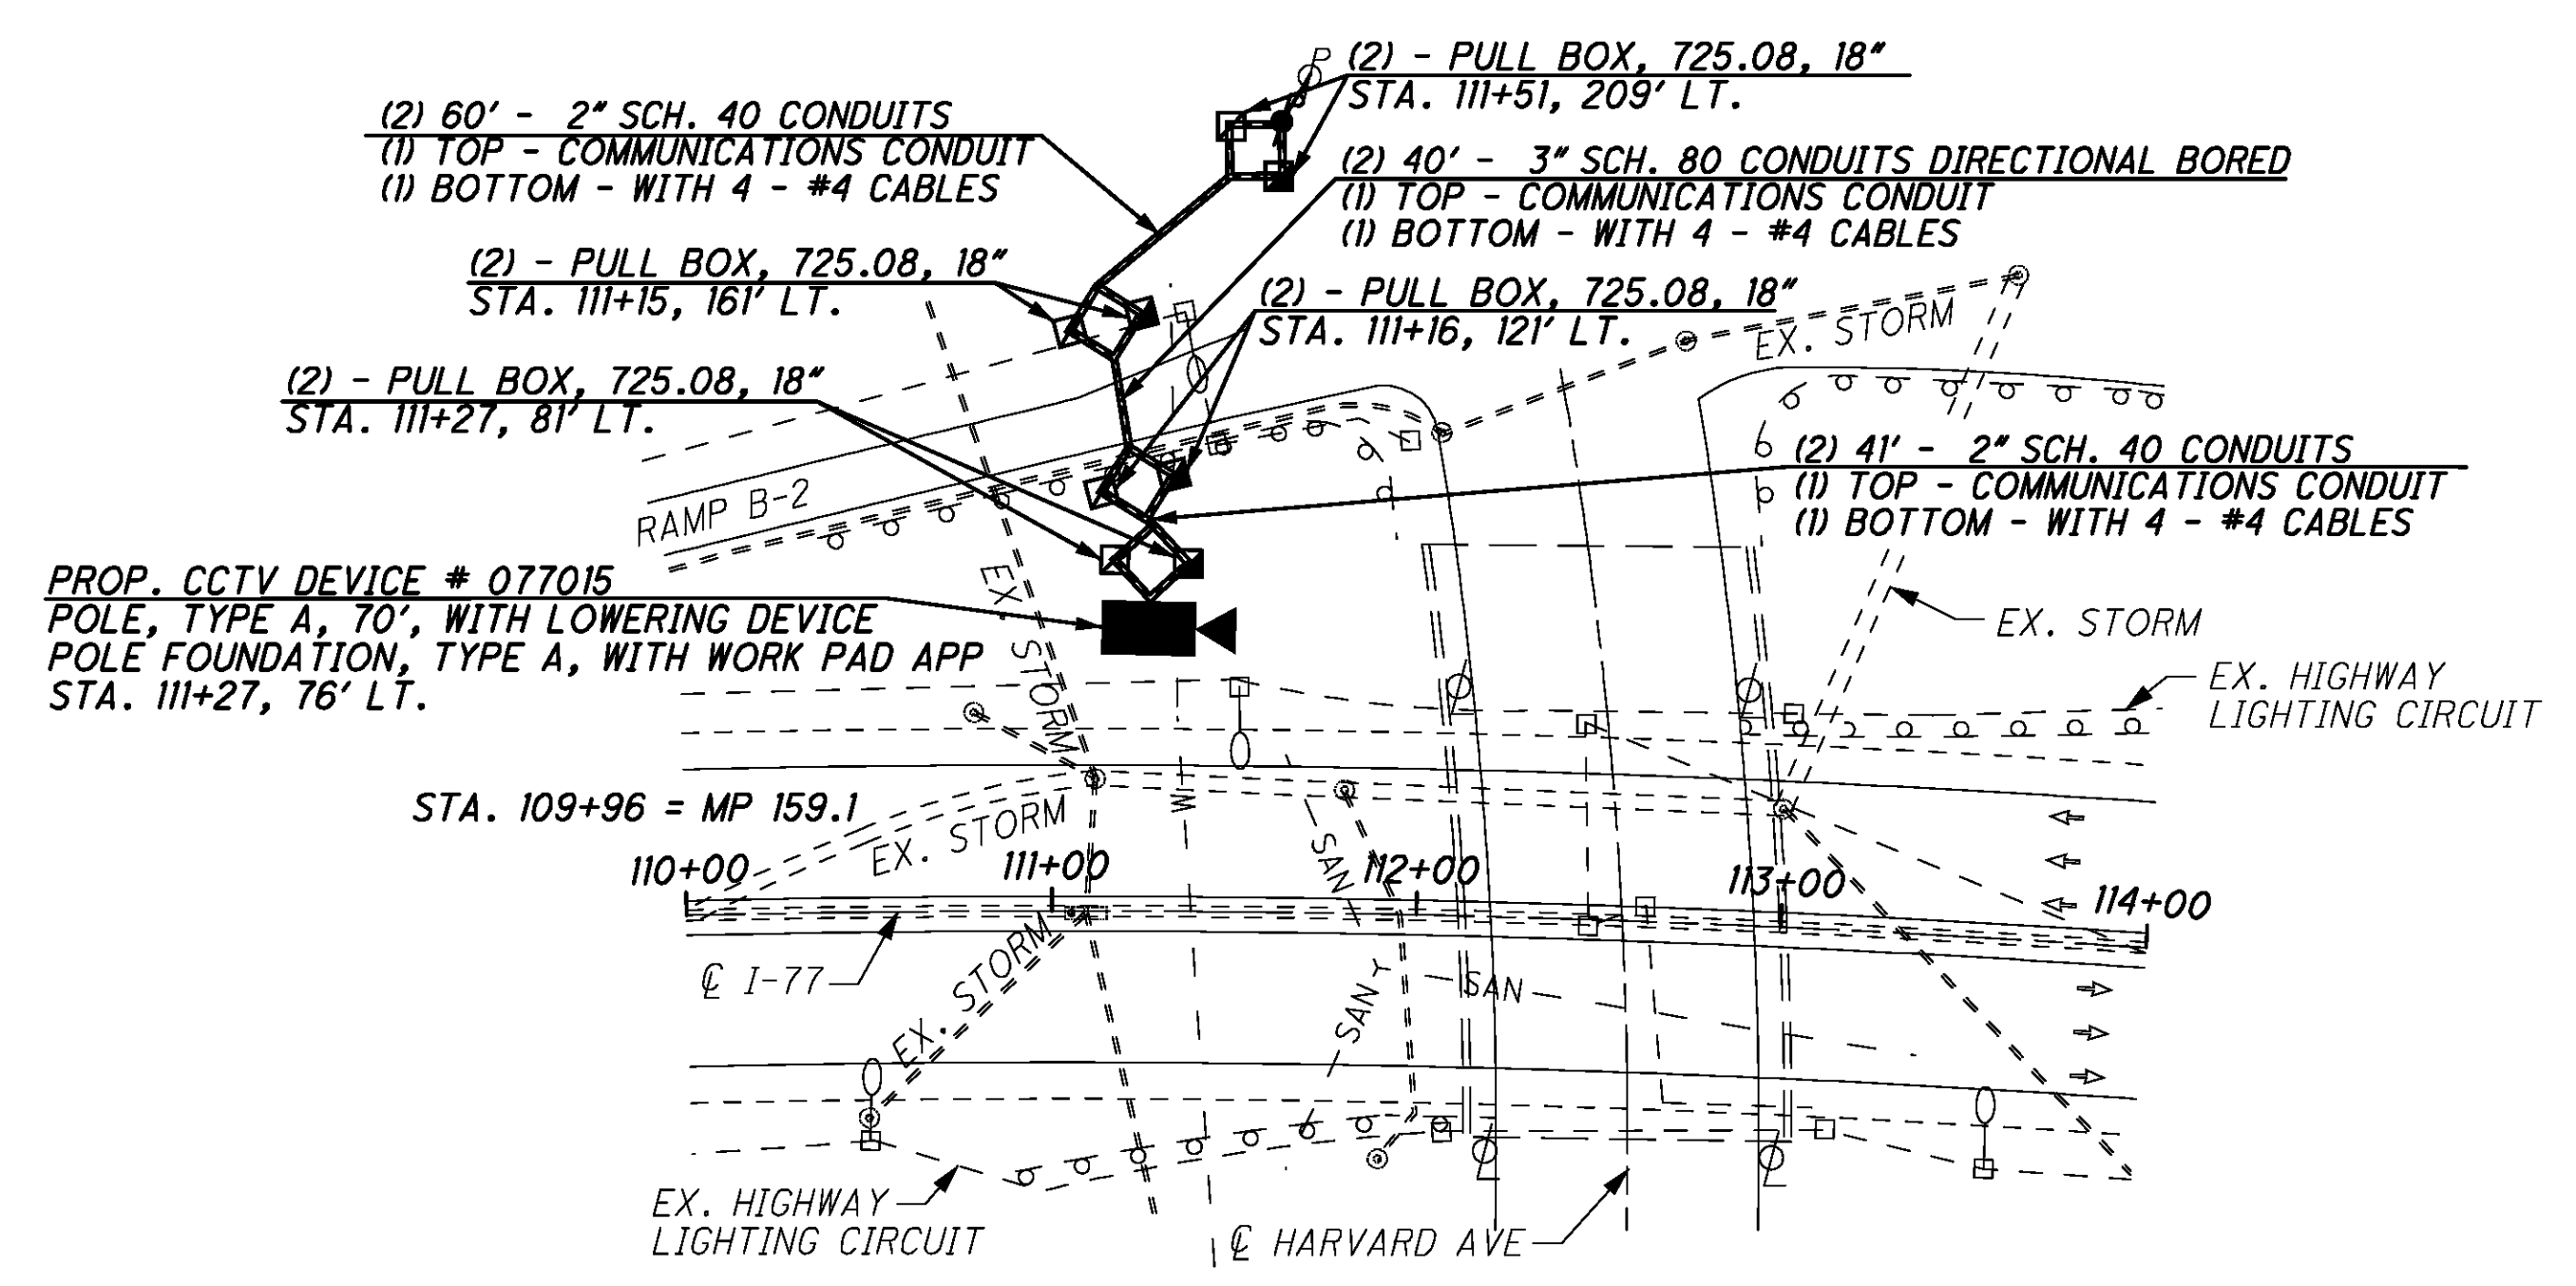 P
(2) - PULL BOX, 725.08, 18"
STA. 111+51, 209' LT.
(2) 60' - 2" SCH. 40 CONDUITS
(1) TOP - COMMUNICATIONS CONDUIT
(1) BOTTOM - WITH 4 - #4 CABLES
(2) 40' - 3" SCH. 80 CONDUITS DIRECTIONAL BORED
(1) TOP - COMMUNICATIONS CONDUIT
(1) BOTTOM - WITH 4 - #4 CABLES
(2) - PULL BOX, 725.08, 18"
STA. 111+15, 161' LT.
(2) - PULL BOX, 725.08, 18"
STA. 111+16, 121' LT.
EX. STORM
(2) - PULL BOX, 725.08, 18"
STA. 111+27, 81' LT.
(2) 41' - 2" SCH. 40 CONDUITS
(1) TOP - COMMUNICATIONS CONDUIT
(1) BOTTOM - WITH 4 - #4 CABLES
RAMP B-2
PROP. CCTV DEVICE # 077015
POLE, TYPE A, 70', WITH LOWERING DEVICE
POLE FOUNDATION, TYPE A, WITH WORK PAD APP
STA. 111+27, 76' LT.
EX. STORM
EX. STORM
EX. HIGHWAY
LIGHTING CIRCUIT
STA. 109+96 = MP 159.1
EX. STORM
W
SAN
110+00
111+00
112+00
113+00
114+00
℄ I-77
EX. STORM
SAN Y
SAN
EX. HIGHWAY
LIGHTING CIRCUIT
℄ HARVARD AVE